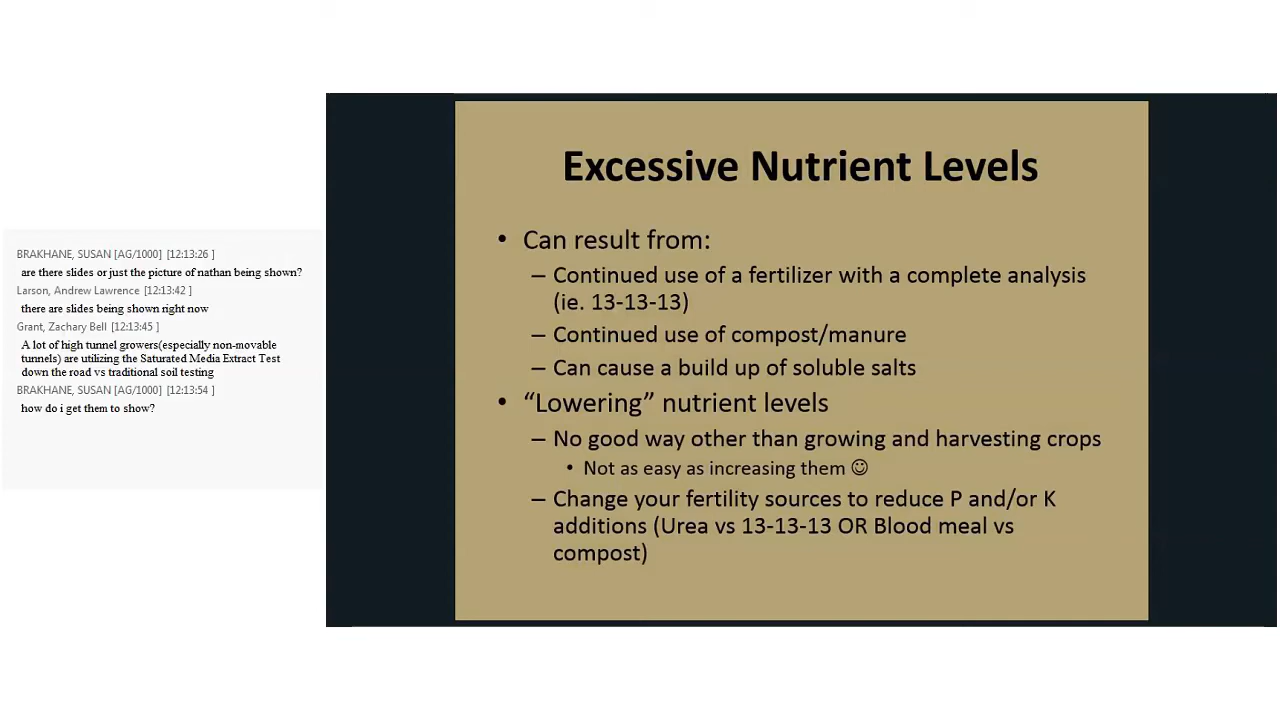 BRAKHANE, SUSAN [AG/1000] [12:13:26 ]
are there slides or just the picture of nathan being shown?
Larson, Andrew Lawrence [12:13:42 ]
there are slides being shown right now
Grant, Zachary Bell [12:13:45 ]
A lot of high tunnel growers(especially non-movable
tunnels) are utilizing the Saturated Media Extract Test
down the road vs traditional soil testing
BRAKHANE, SUSAN [AG/1000] [12:13:54 ]
how do i get them to show?
Excessive Nutrient Levels
• Can result from:
– Continued use of a fertilizer with a complete analysis
(ie. 13-13-13)
– Continued use of compost/manure
– Can cause a build up of soluble salts
• “Lowering” nutrient levels
– No good way other than growing and harvesting crops
• Not as easy as increasing them ☺
– Change your fertility sources to reduce P and/or K
additions (Urea vs 13-13-13 OR Blood meal vs
compost)